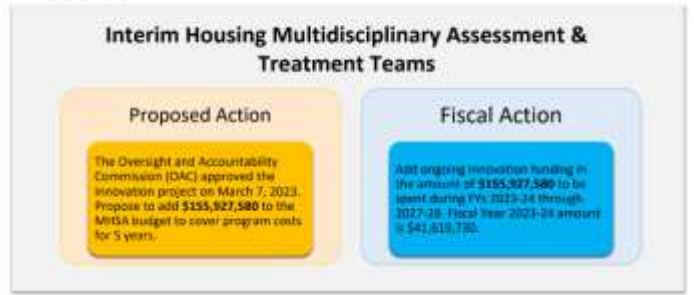 Interim Housing Multidisciplinary Assessment &
Treatment Teams
Proposed Action
The Oversight and Accountability
Commission (OAC) approved the
innovation project on March 7, 2023.
Propose to add $155,927,580 to the
MHSA budget to cover program costs
for 5 years.
Fiscal Action
Add ongoing Innovation funding in
the amount of $155,927,580 to be
spent during FYs 2023-24 through
2027-28. Fiscal Year 2023-24 amount
is $41,619,730.